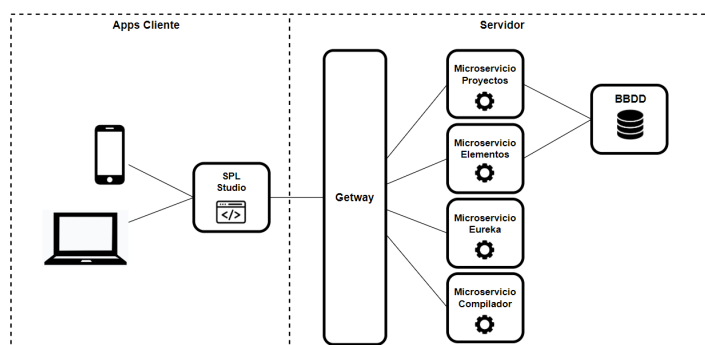 Apps Cliente
Servidor
SPL
Studio
</>
Getway
Microservicio
Proyectos
Microservicio
Elementos
Microservicio
Eureka
Microservicio
Compilador
BBDD